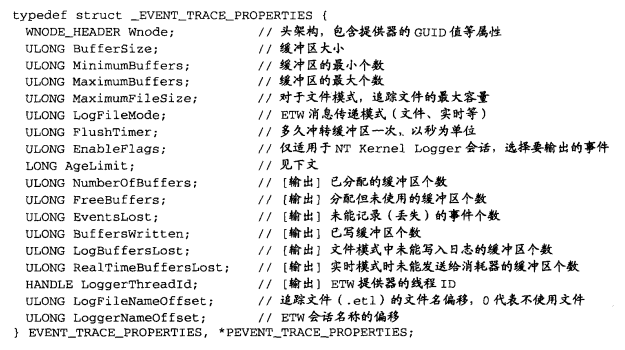 typedef struct _EVENT_TRACE_PROPERTIES {
WNODE_HEADER Wnode; // 头架构，包含提供器的GUID值等属性
ULONG BufferSize; // 缓冲区大小
ULONG MinimumBuffers; // 缓冲区的最小个数
ULONG MaximumBuffers; // 缓冲区的最大个数
ULONG MaximumFileSize; // 对于文件模式，追踪文件的最大容量
ULONG LogFileMode; // ETW 消息传递模式（文件、实时等）
ULONG FlushTimer; // 多久冲转缓冲区一次，以秒为单位
ULONG EnableFlags; // 仅适用于 NT Kernel Logger 会话，选择要输出的事件
LONG AgeLimit; // 见下文
ULONG NumberOfBuffers; // [输出] 已分配的缓冲区个数
ULONG FreeBuffers; // [输出] 分配但未使用的缓冲区个数
ULONG EventsLost; // [输出] 未能记录（丢失）的事件个数
ULONG BuffersWritten; // [输出] 已写缓冲区个数
ULONG LogBuffersLost; // [输出] 文件模式中未能写入日志的缓冲区个数
ULONG RealTimeBuffersLost; // [输出] 实时模式时未能发送给消耗器的缓冲区个数
HANDLE LoggerThreadId; // [输出] ETW 提供器的线程 ID
ULONG LogFileNameOffset; // 追踪文件（.etl）的文件名偏移，0 代表不使用文件
ULONG LoggerNameOffset; // ETW 会话名称的偏移
} EVENT_TRACE_PROPERTIES, *PEVENT_TRACE_PROPERTIES;